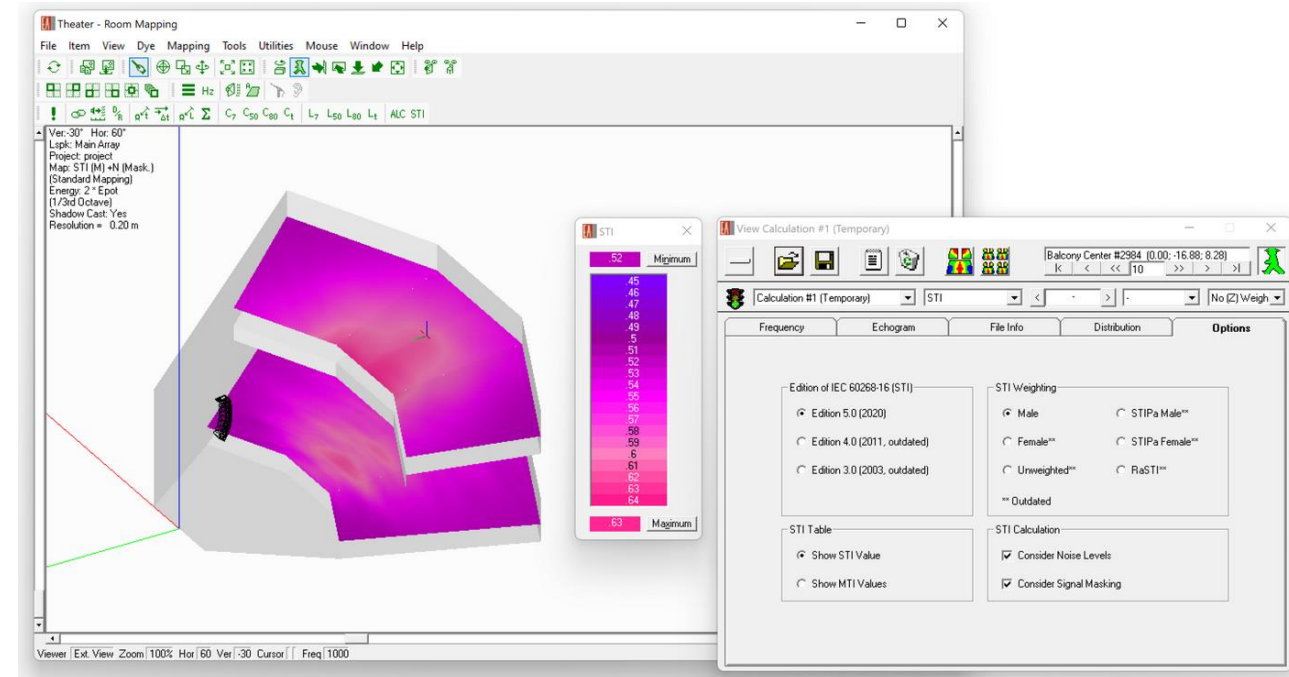 Theater - Room Mapping
File Item View Dye Mapping Tools Utilities Mouse Window Help
Hz
C7 C50 C80 Ct L7 L50 L80 Lt ALC STI
Ver:-30° Hor: 60°
Lspk: Main Array
Project: project
Map: STI (M) +N (Mask.)
(Standard Mapping)
Energy: 2 * Epot
(1/3rd Octave)
Shadow Cast: Yes
Resolution = 0.20 m
Viewer Ext. View Zoom 100% Hor 60 Ver -30 Cursor Freq 1000
STI
.52 Minimum
.45
.46
.47
.48
.49
.5
.51
.52
.53
.54
.55
.56
.57
.58
.59
.6
.61
.62
.63
.64
.63 Maximum
View Calculation #1 (Temporary)
Balcony Center #2984 (0.00; -16.88; 8.28)
K < << 10 >> > >|
Calculation #1 (Temporary) STI < - > - No (Z) Weigh
Frequency Echogram File Info Distribution Options
Edition of IEC 60268-16 (STI)
Edition 5.0 (2020)
Edition 4.0 (2011, outdated)
Edition 3.0 (2003, outdated)
STI Weighting
Male STIPa Male**
Female** STIPa Female**
Unweighted** RaSTI**
** Outdated
STI Table
Show STI Value
Show MTI Values
STI Calculation
Consider Noise Levels
Consider Signal Masking